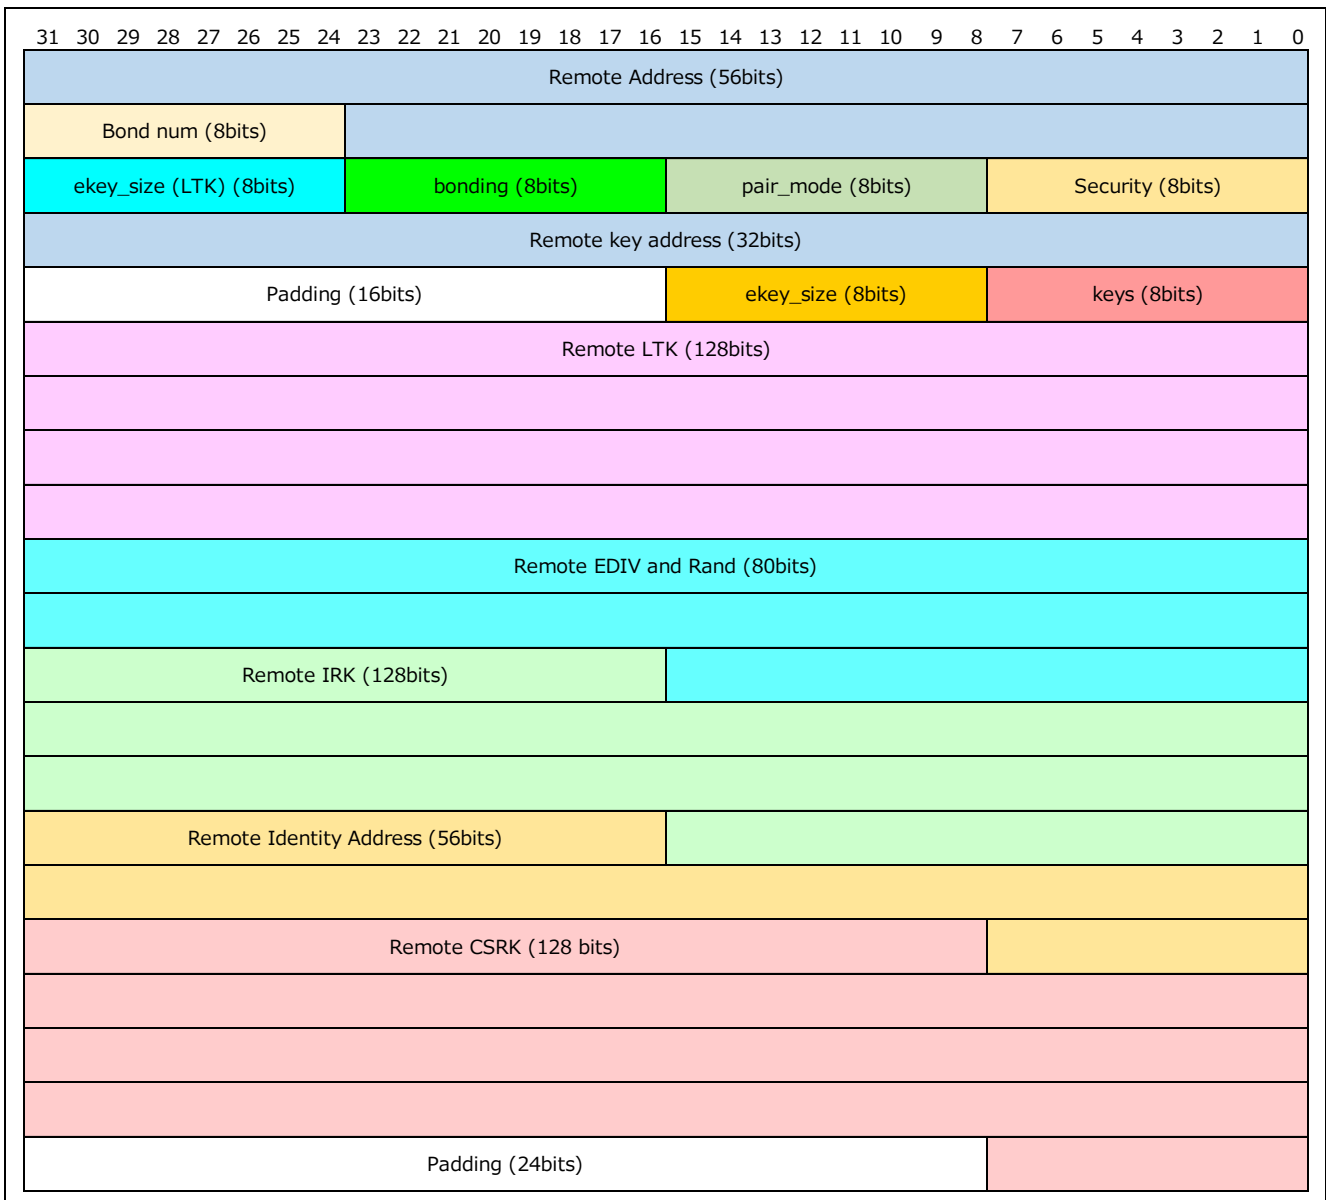 31 30 29 28 27 26 25 24 23 22 21 20 19 18 17 16 15 14 13 12 11 10 9 8 7 6 5 4 3 2 1 0
Remote Address (56bits)
Bond num (8bits)
ekey_size (LTK) (8bits) bonding (8bits) pair_mode (8bits) Security (8bits)
Remote key address (32bits)
Padding (16bits) ekey_size (8bits) keys (8bits)
Remote LTK (128bits)
Remote EDIV and Rand (80bits)
Remote IRK (128bits)
Remote Identity Address (56bits)
Remote CSRK (128 bits)
Padding (24bits)